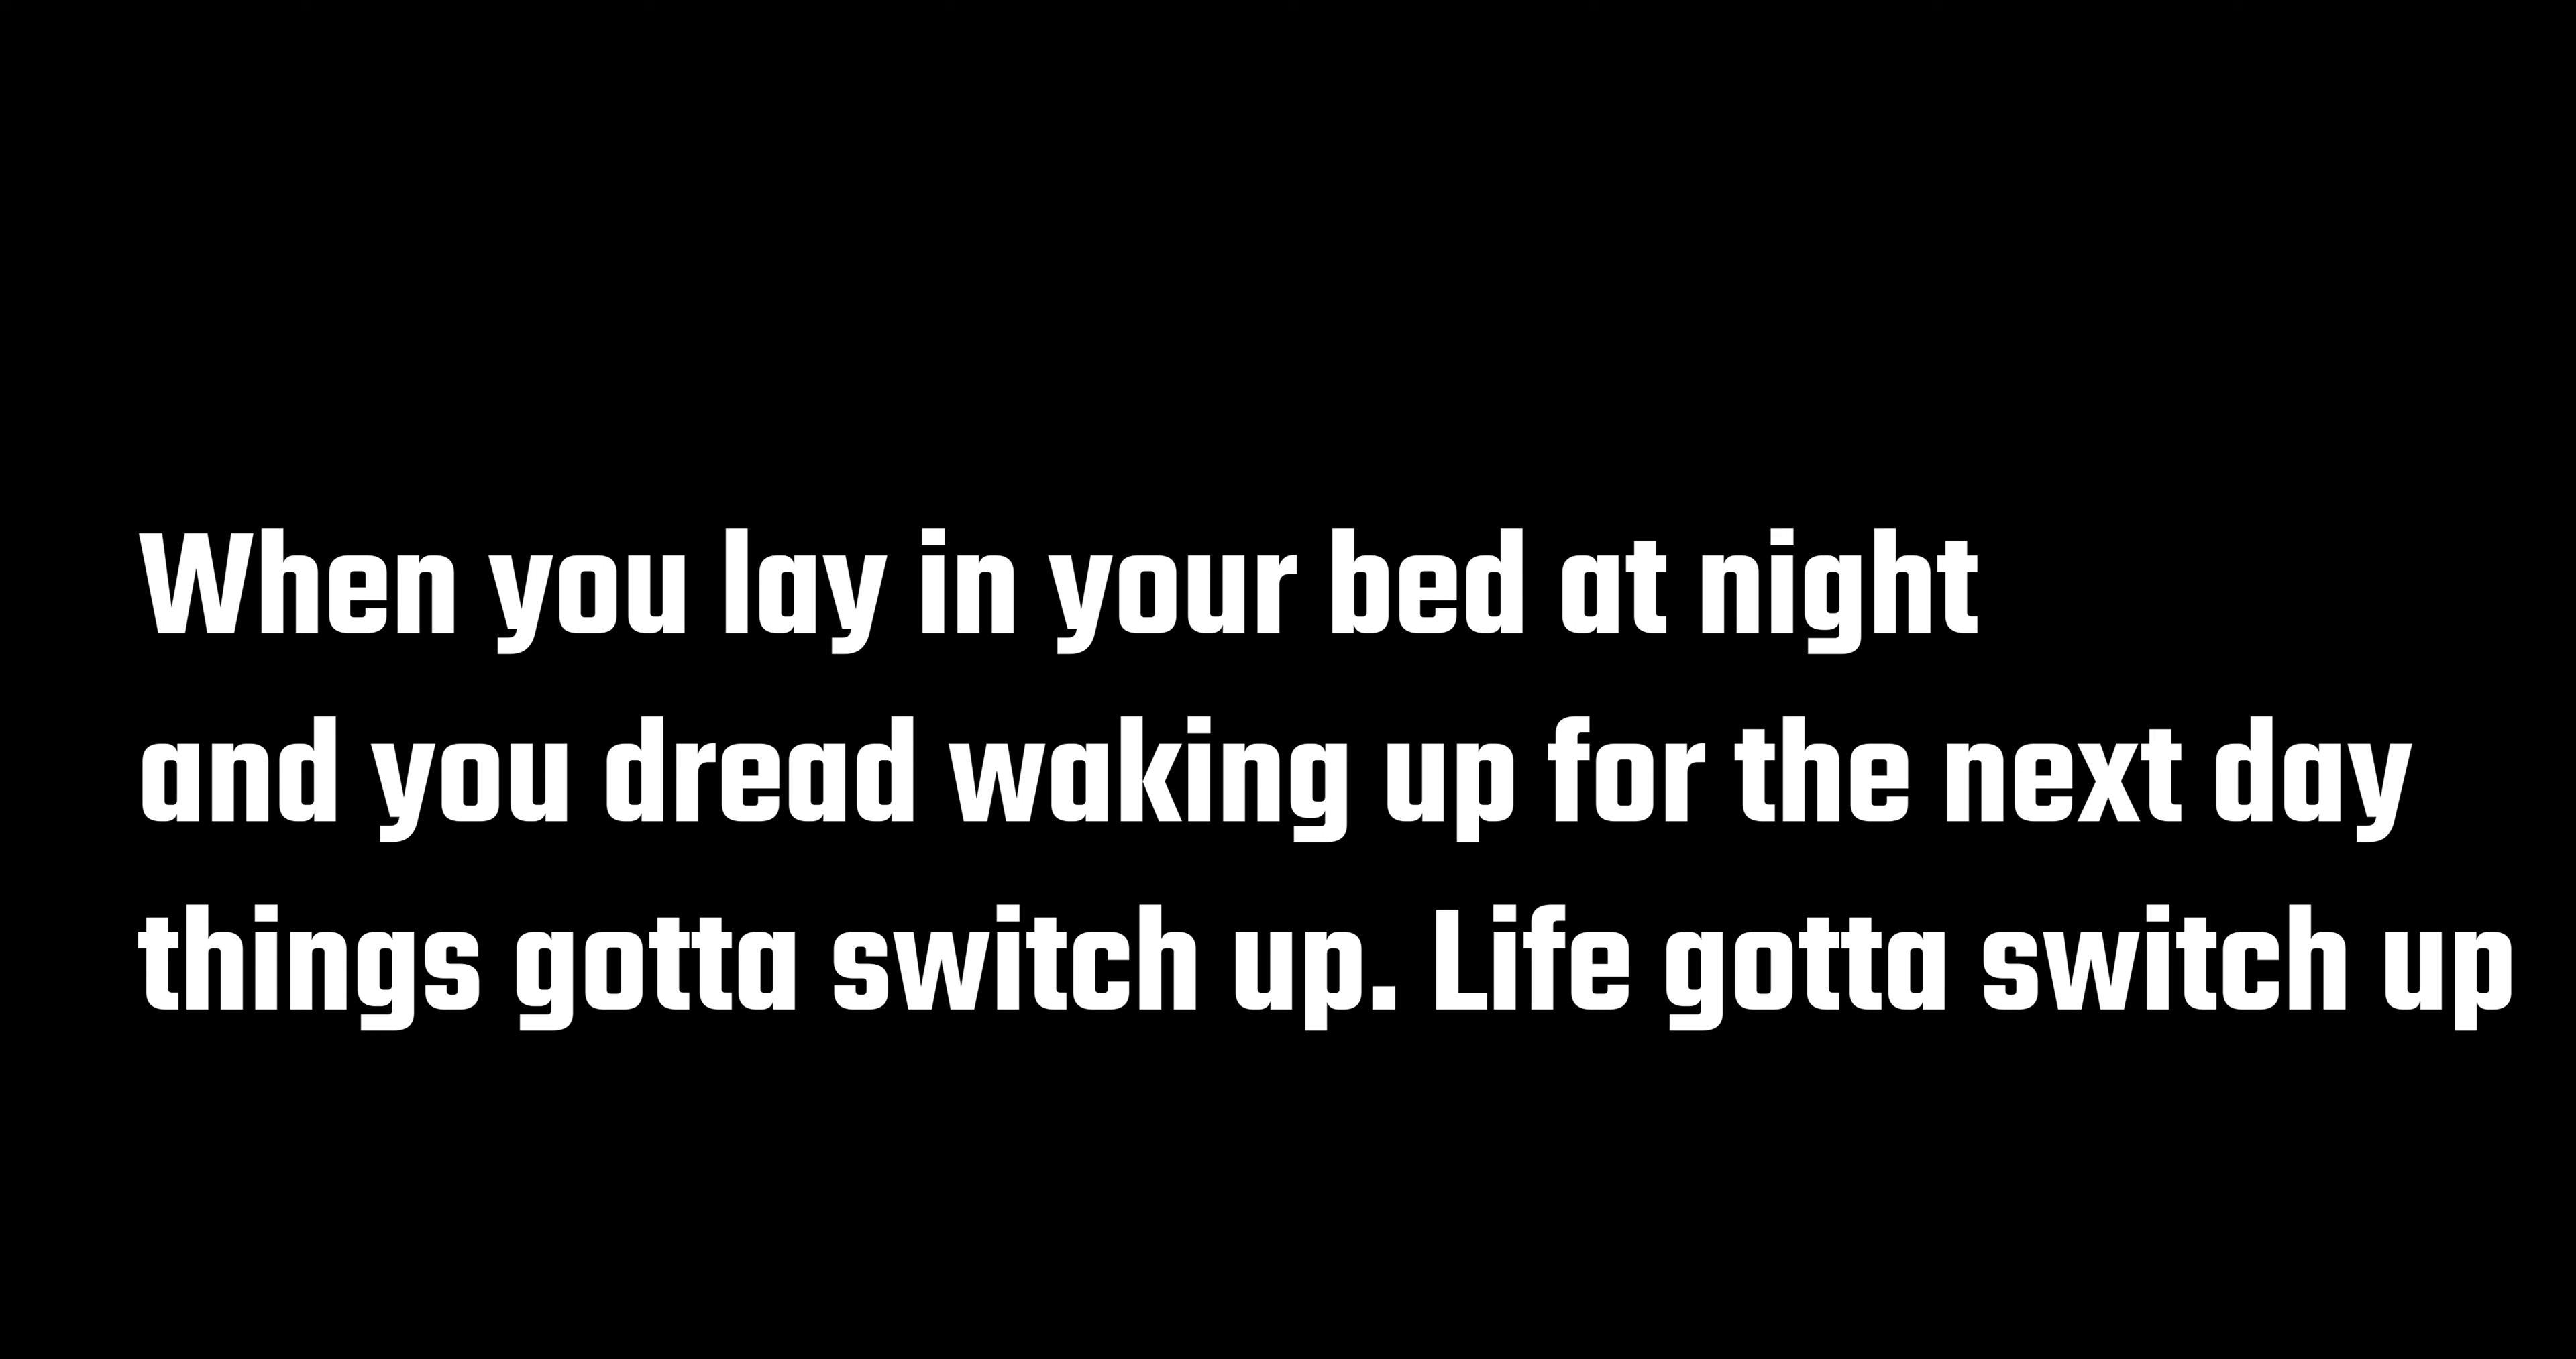 When you lay in your bed at night
and you dread waking up for the next day
things gotta switch up. Life gotta switch up